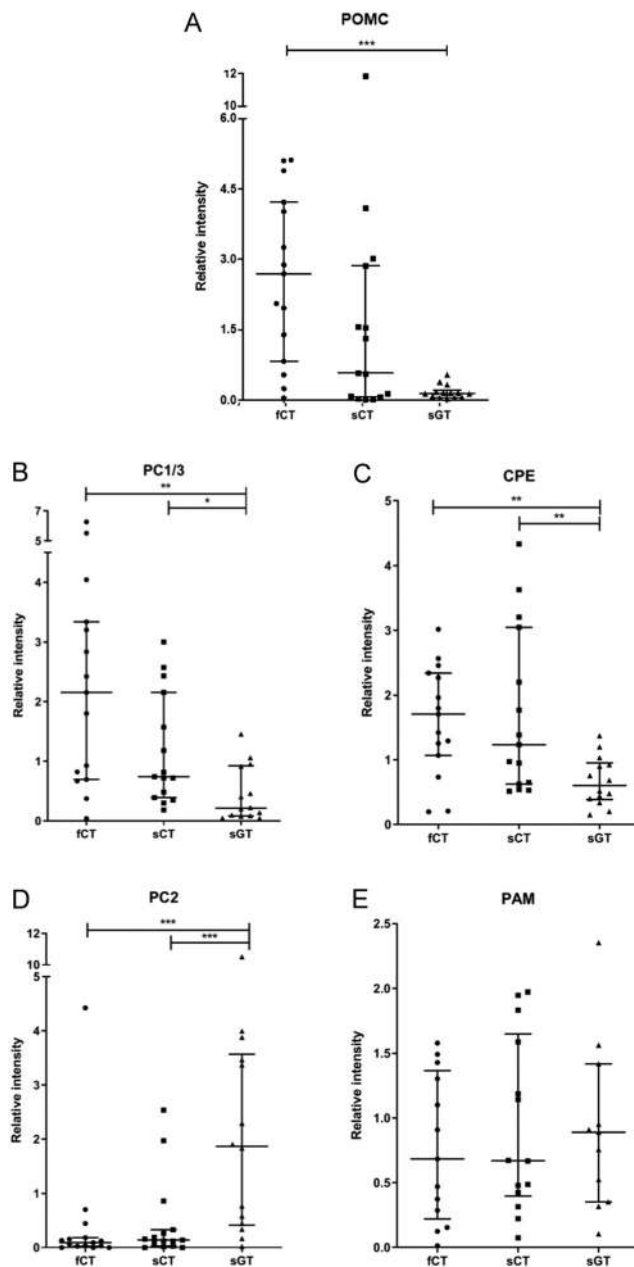 A
POMC
***
12
10
6.0
4.5
3.0
1.5
0.0
Relative intensity
fCT sCT sGT
B
PC1/3
**
*
7
5
4
3
2
1
0
Relative intensity
fCT sCT sGT
C
CPE
**
**
5
4
3
2
1
0
Relative intensity
fCT sCT sGT
D
PC2
***
***
12
10
5
4
3
2
1
0
Relative intensity
fCT sCT sGT
E
PAM
2.5
2.0
1.5
1.0
0.5
0.0
Relative intensity
fCT sCT sGT